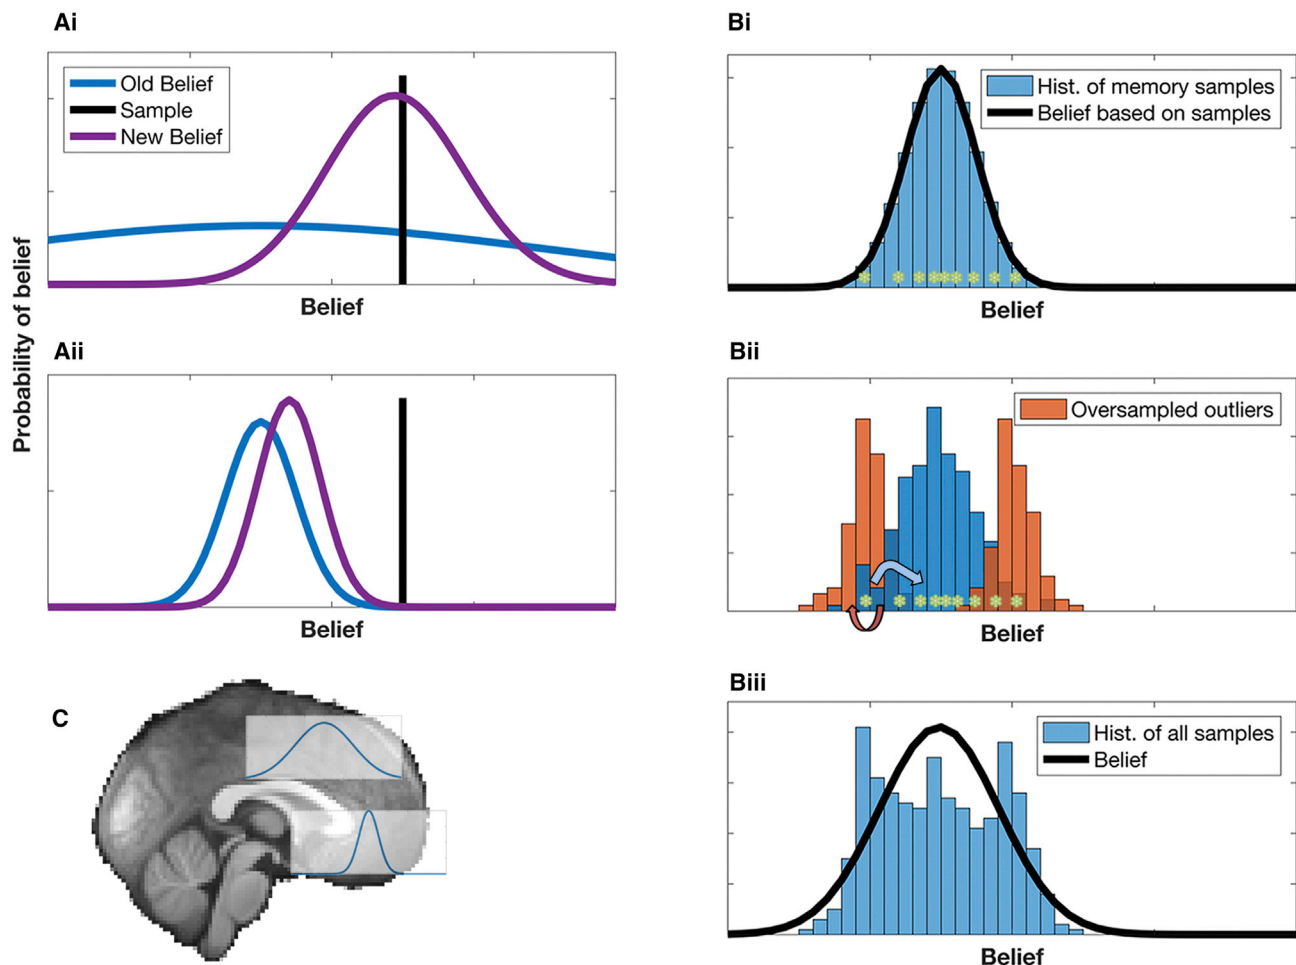 Ai
Old Belief
Sample
New Belief
Belief
Probability of belief
Aii
Belief
C
Bi
Hist. of memory samples
Belief based on samples
Belief
Bii
Oversampled outliers
Belief
Biii
Hist. of all samples
Belief
Belief